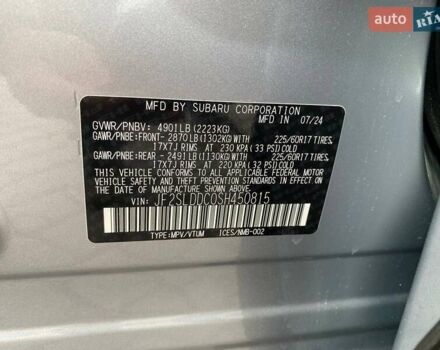 AUTO.RIA
MFD BY SUBARU CORPORATION
MADE IN 07/24
GVWR/PNBV: 4901LB(2223KG)
GAWR/PNBE:FRONT- 2870LB(1302KG)WITH 225/60R17 TIRES,
17X7J RIMS AT 230 KPA(33 PSI)COLD
GAWR/PNBE:REAR - 2491LB(1130KG)WITH 225/60R17 TIRES,
17X7J RIMS AT 220 KPA(32 PSI)COLD
THIS VEHICLE CONFORMS TO ALL APPLICABLE
FEDERAL MOTOR VEHICLE SAFETY AND THEFT
PREVENTION STANDARDS IN EFFECT ON THE
DATE OF MANUFACTURE SHOWN ABOVE.
VIN: JF2SLDDC0SH450815
TYPE:MPV/VTUM ICES/NMB-002